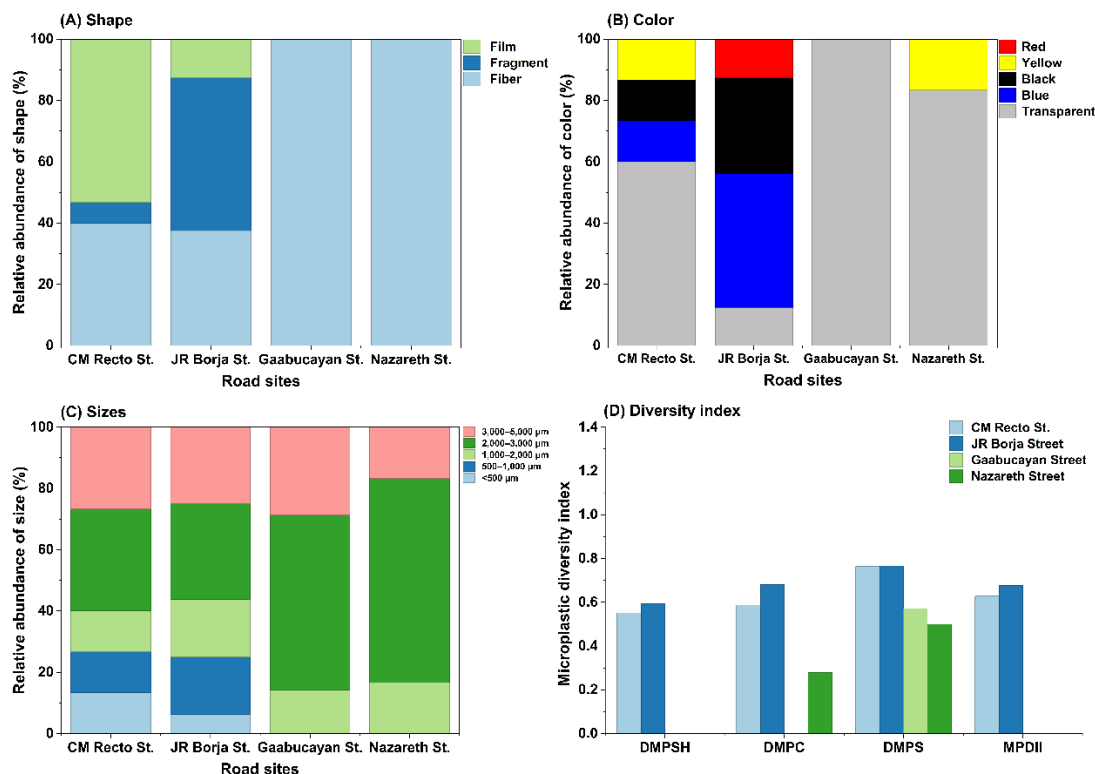 (A) Shape
Film
Fragment
Fiber
100
80
60
40
20
0
Relative abundance of shape (%)
CM Recto St.
JR Borja St.
Gaabucayan St.
Nazareth St.
Road sites
(B) Color
Red
Yellow
Black
Blue
Transparent
100
80
60
40
20
0
Relative abundance of color (%)
CM Recto St.
JR Borja St.
Gaabucayan St.
Nazareth St.
Road sites
(C) Sizes
3,000–5,000 µm
2,000–3,000 µm
1,000–2,000 µm
500–1,000 µm
<500 µm
100
80
60
40
20
0
Relative abundance of size (%)
CM Recto St.
JR Borja St.
Gaabucayan St.
Nazareth St.
Road sites
(D) Diversity index
CM Recto St.
JR Borja Street
Gaabucayan Street
Nazareth Street
1.4
1.2
1.0
0.8
0.6
0.4
0.2
0.0
Microplastic diversity index
DMPSH
DMPC
DMPS
MPDII